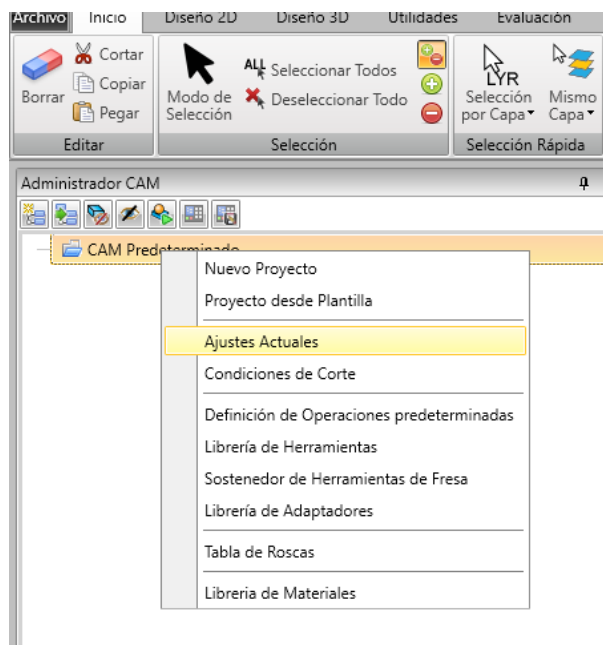 Archivo Inicio Diseño 2D Diseño 3D Utilidades Evaluación
Borrar
Cortar
Copiar
Pegar
Editar
Modo de
Selección
ALL Seleccionar Todos
Deseleccionar Todo
Selección
LYR
Selección
por Capa
Mismo
Capa
Selección Rápida
Administrador CAM
CAM Predeterminado
Nuevo Proyecto
Proyecto desde Plantilla
Ajustes Actuales
Condiciones de Corte
Definición de Operaciones predeterminadas
Librería de Herramientas
Sostenedor de Herramientas de Fresa
Librería de Adaptadores
Tabla de Roscas
Libreria de Materiales